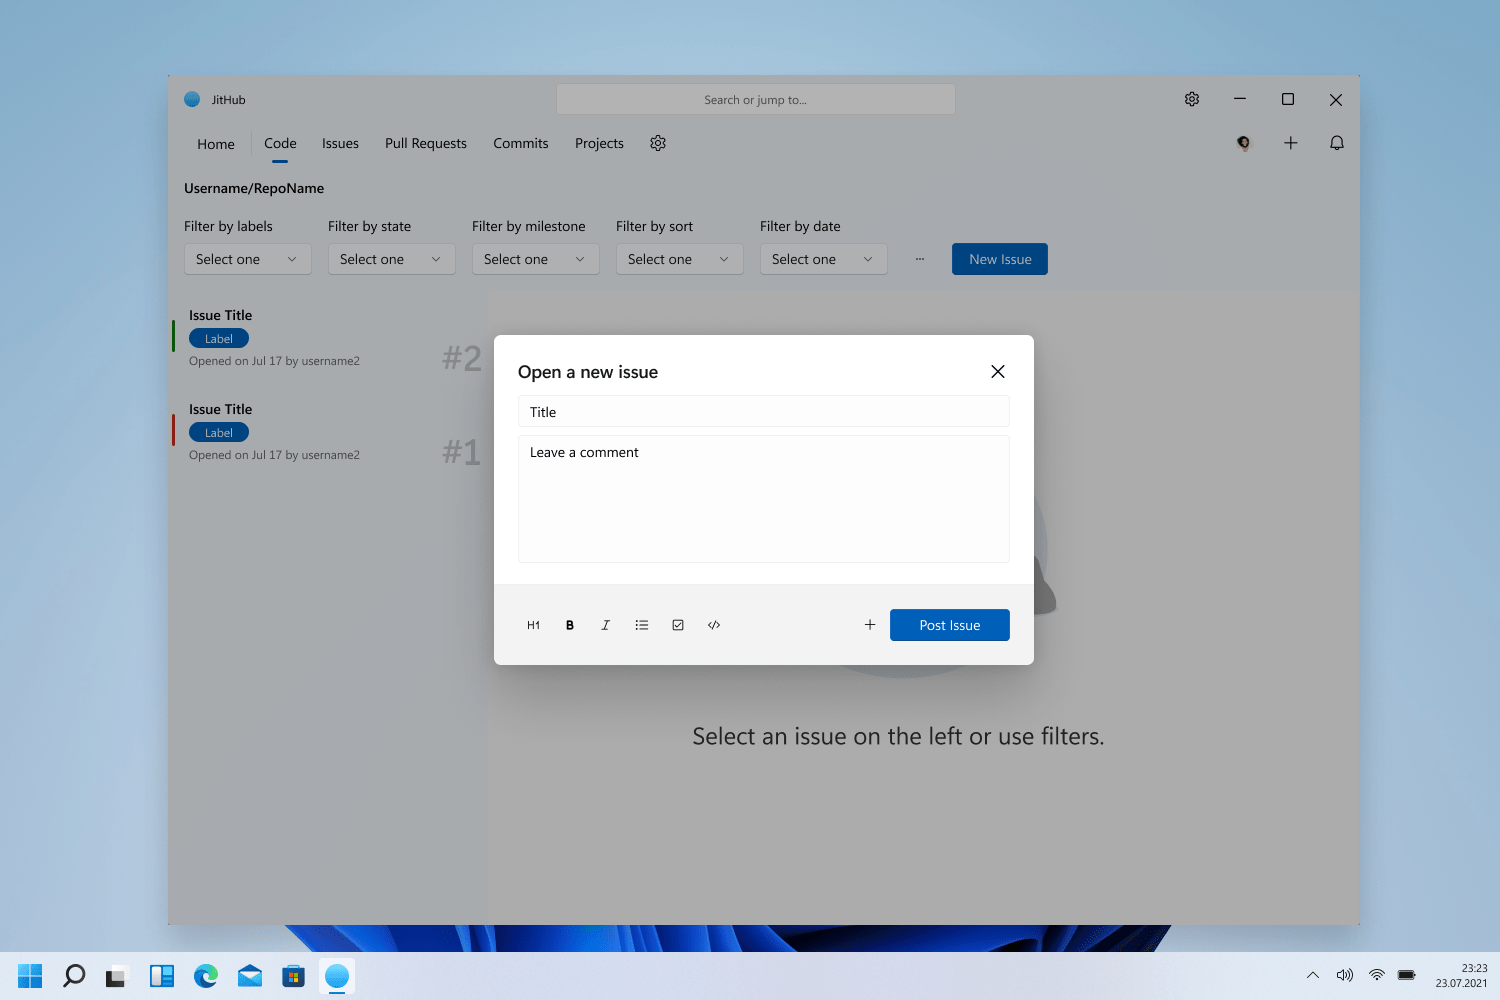 JitHub
Search or jump to...
Home
Code
Issues
Pull Requests
Commits
Projects
Username/RepoName
Filter by labels
Filter by state
Filter by milestone
Filter by sort
Filter by date
Select one
Select one
Select one
Select one
Select one
...
New Issue
Issue Title
Label
Opened on Jul 17 by username2
#2
Issue Title
Label
Opened on Jul 17 by username2
#1
Open a new issue
Title
Leave a comment
H1
B
I
Post Issue
Select an issue on the left or use filters.
23:23
23.07.2021